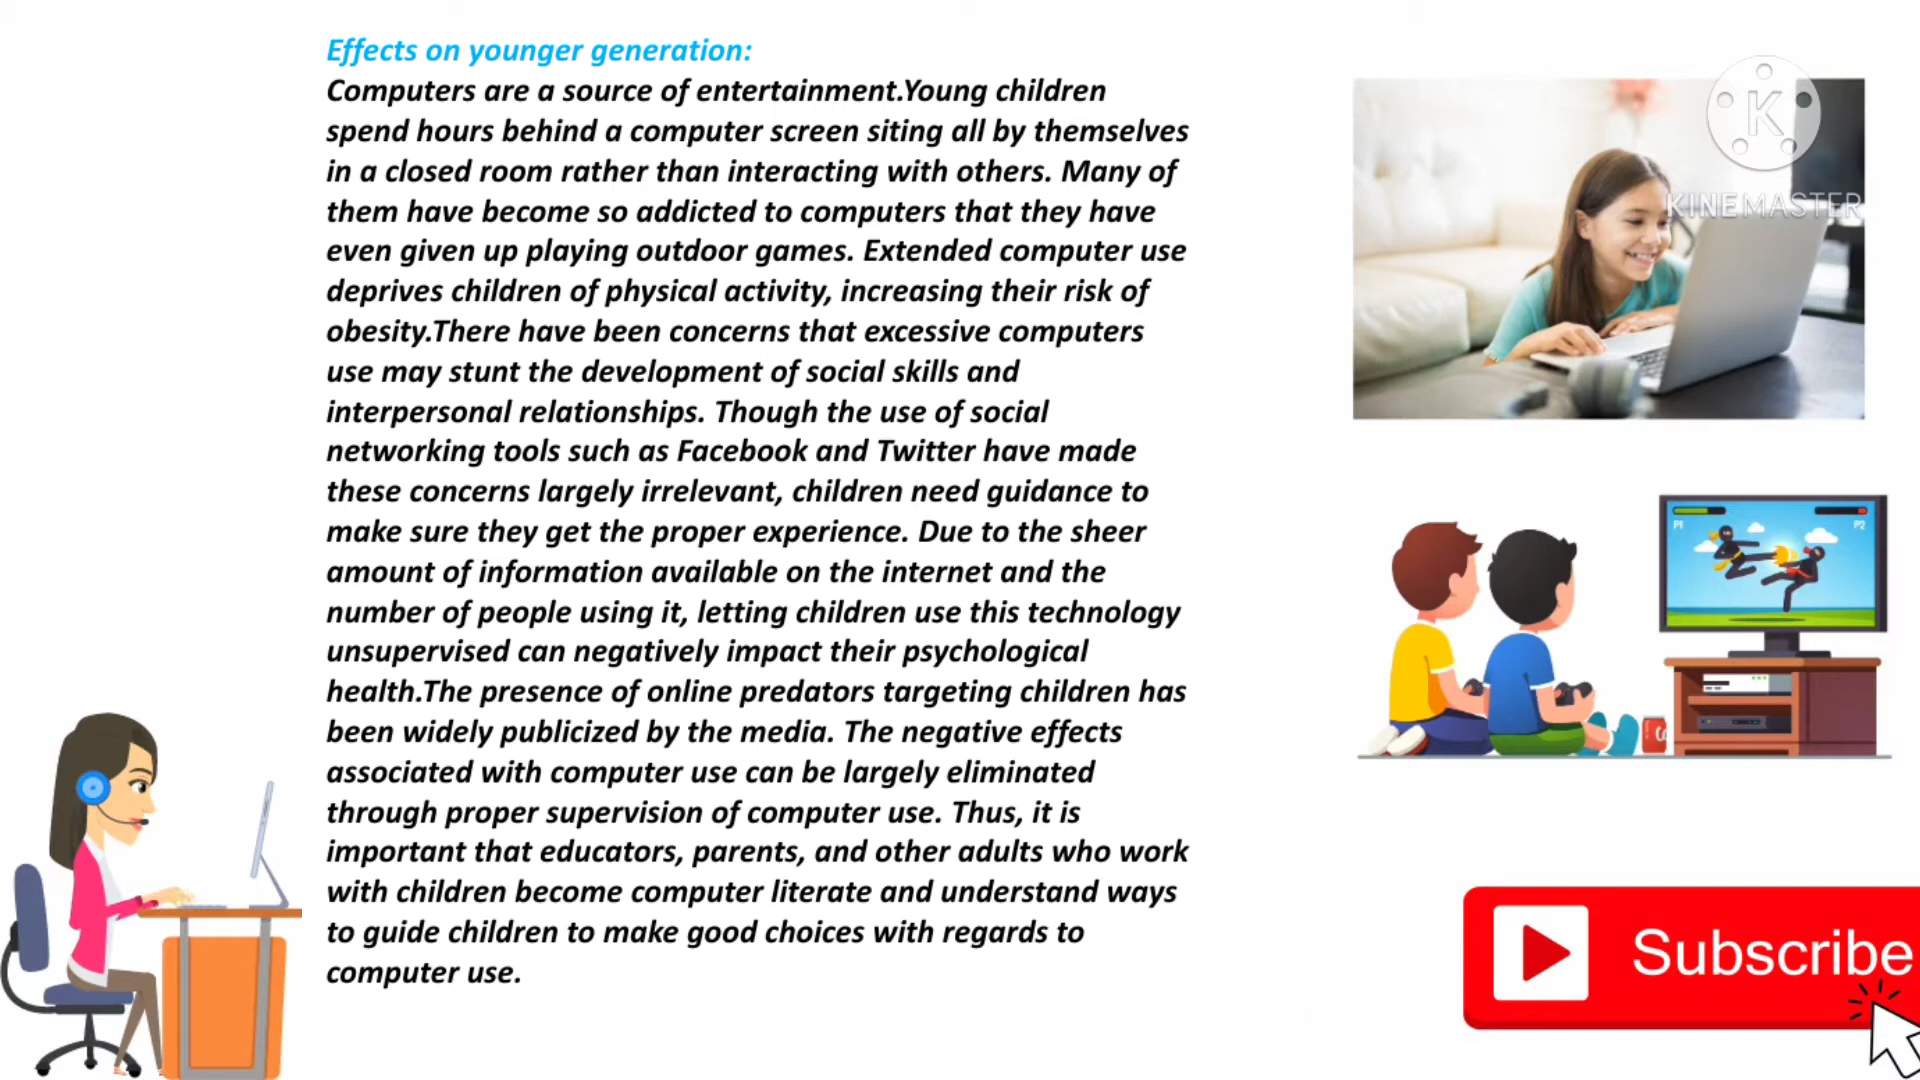 Effects on younger generation:
Computers are a source of entertainment.Young children
spend hours behind a computer screen siting all by themselves
in a closed room rather than interacting with others. Many of
them have become so addicted to computers that they have
even given up playing outdoor games. Extended computer use
deprives children of physical activity, increasing their risk of
obesity.There have been concerns that excessive computers
use may stunt the development of social skills and
interpersonal relationships. Though the use of social
networking tools such as Facebook and Twitter have made
these concerns largely irrelevant, children need guidance to
make sure they get the proper experience. Due to the sheer
amount of information available on the internet and the
number of people using it, letting children use this technology
unsupervised can negatively impact their psychological
health.The presence of online predators targeting children has
been widely publicized by the media. The negative effects
associated with computer use can be largely eliminated
through proper supervision of computer use. Thus, it is
important that educators, parents, and other adults who work
with children become computer literate and understand ways
to guide children to make good choices with regards to
computer use.
K
KINEMASTER
P1 P2
Subscribe